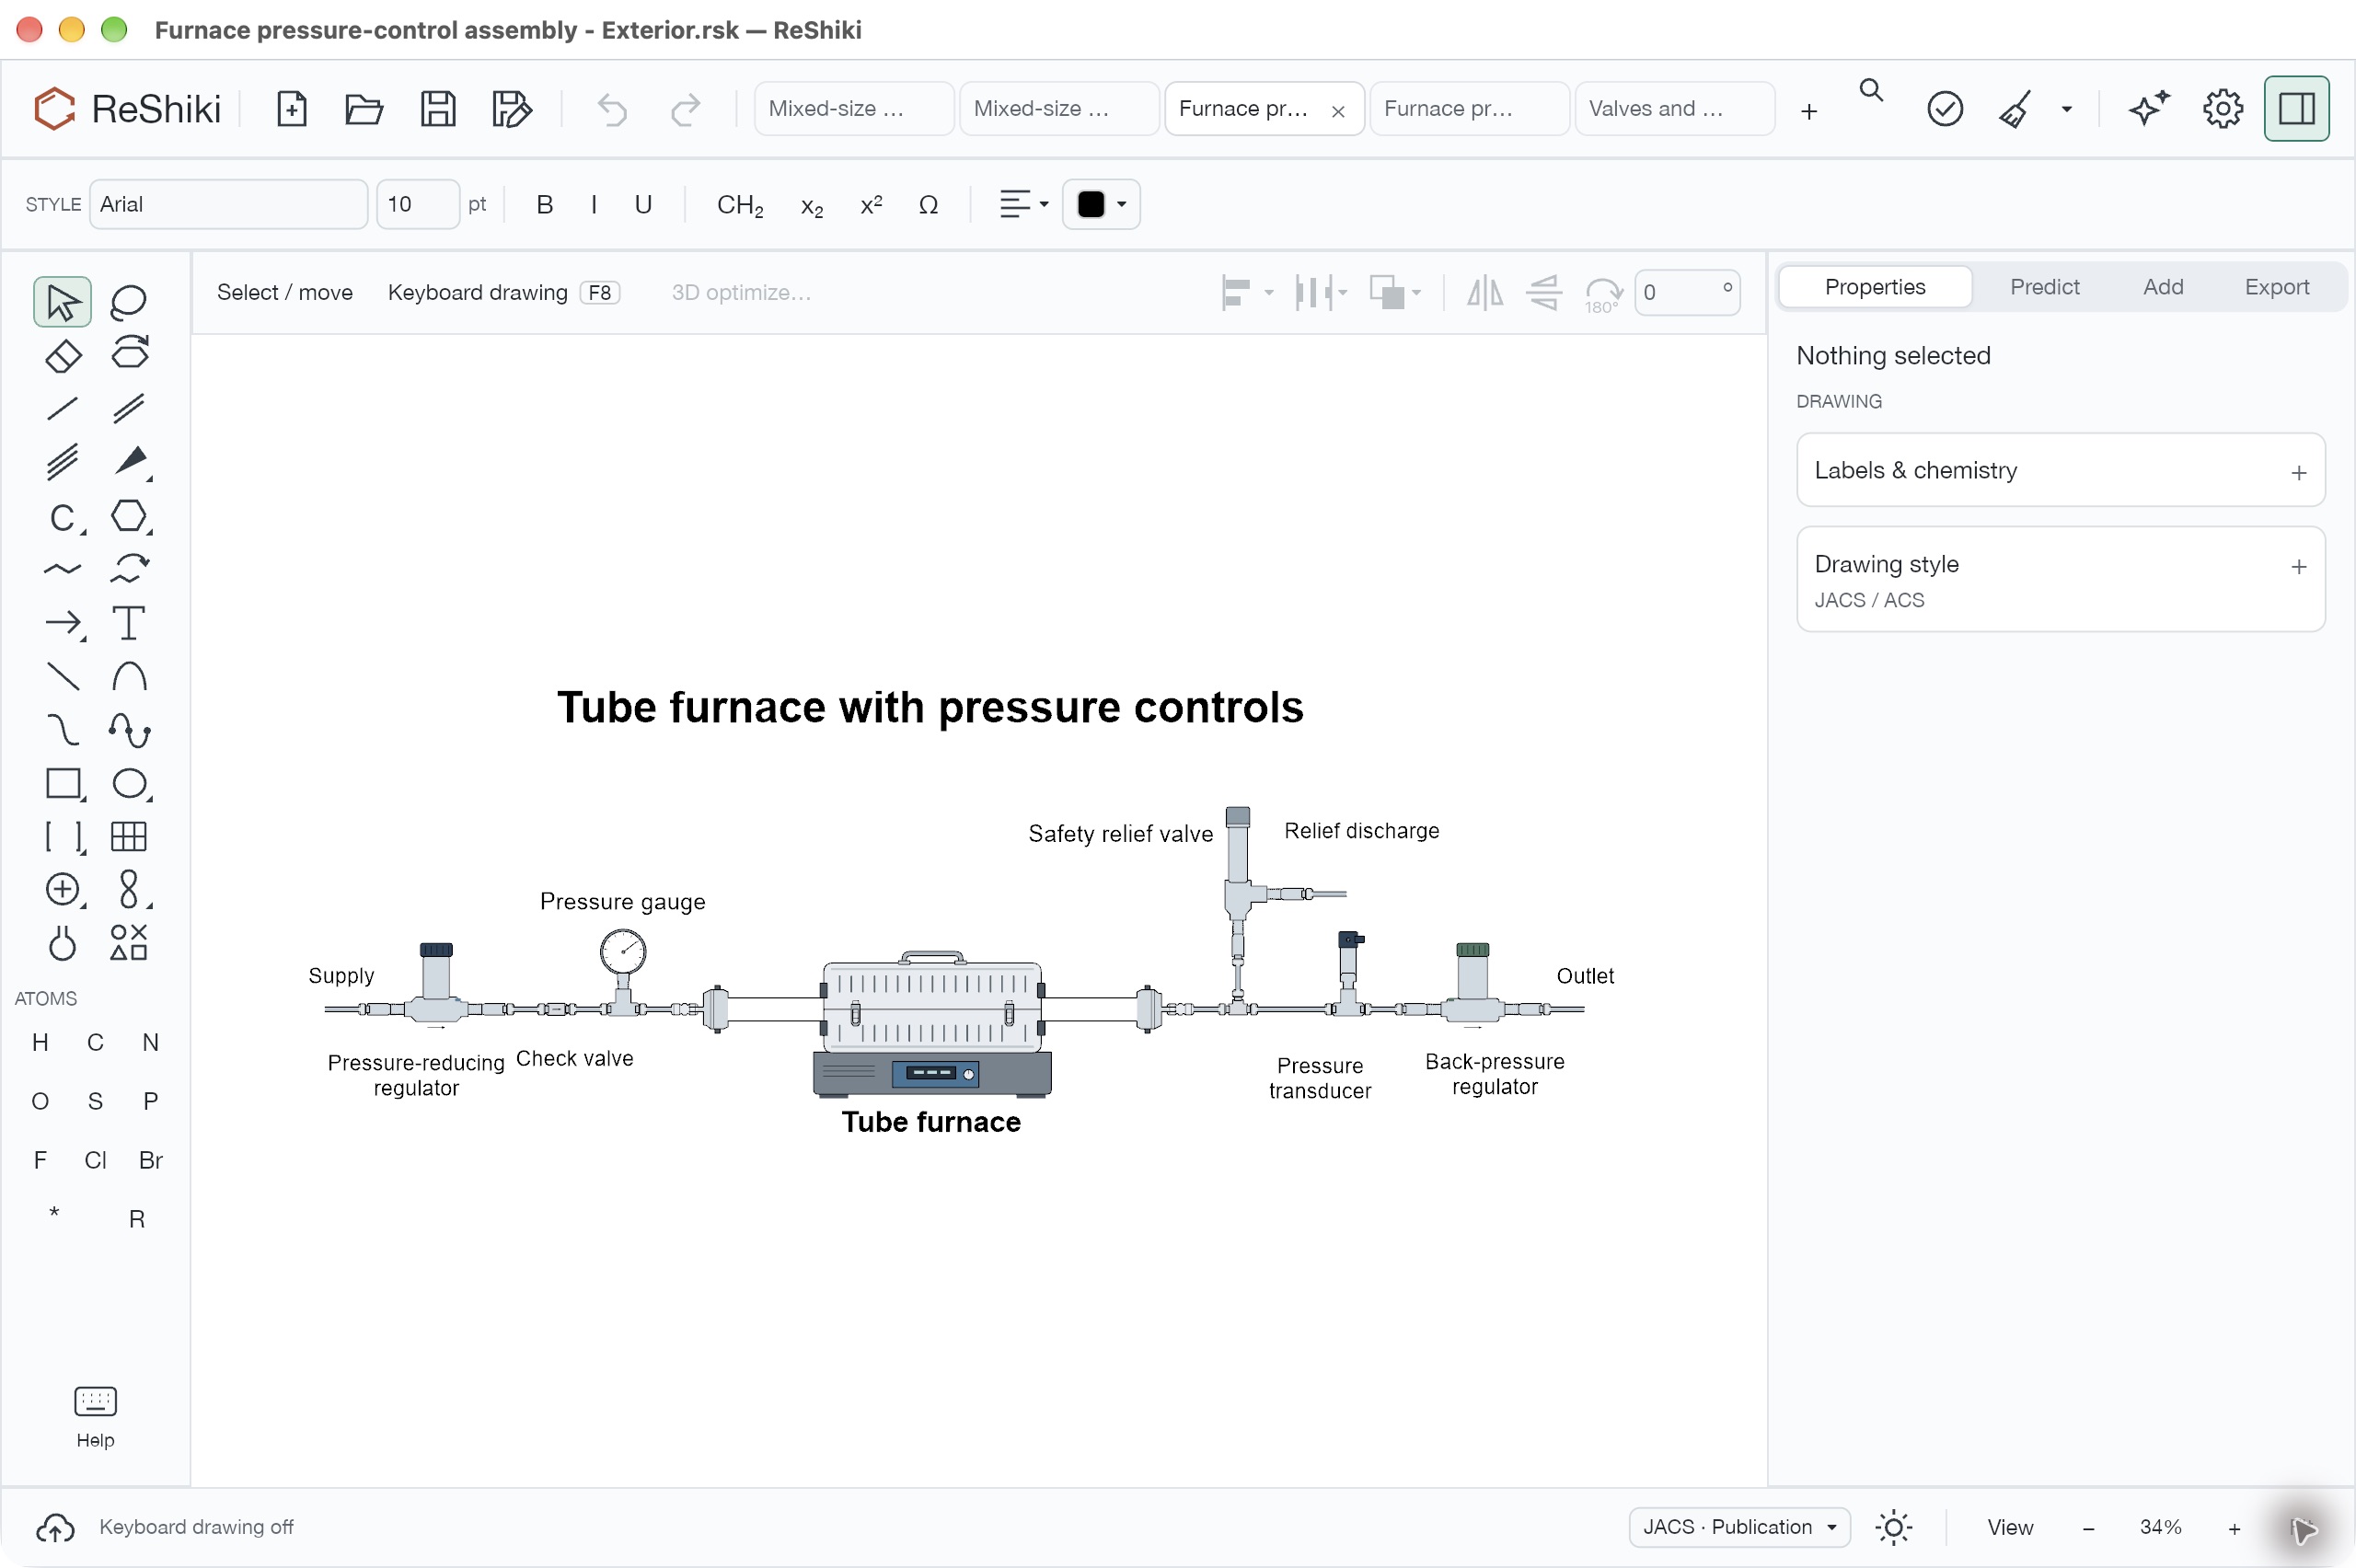 Furnace pressure-control assembly - Exterior.rsk — ReShiki
ReShiki
Mixed-size ...
Mixed-size ...
Furnace pr... ×
Furnace pr...
Valves and ...
+
STYLE Arial 10 pt B I U CH₂ x₂ x² Ω
Select / move Keyboard drawing F8 3D optimize... 180° 0 °
Properties Predict Add Export
Nothing selected
DRAWING
Labels & chemistry +
Drawing style +
JACS / ACS
C
T
ATOMS
H C N
O S P
F Cl Br
* R
Help
Tube furnace with pressure controls
Safety relief valve
Relief discharge
Pressure gauge
Supply
Outlet
Pressure-reducing
regulator
Check valve
Pressure
transducer
Back-pressure
regulator
Tube furnace
Keyboard drawing off
JACS · Publication View − 34% +